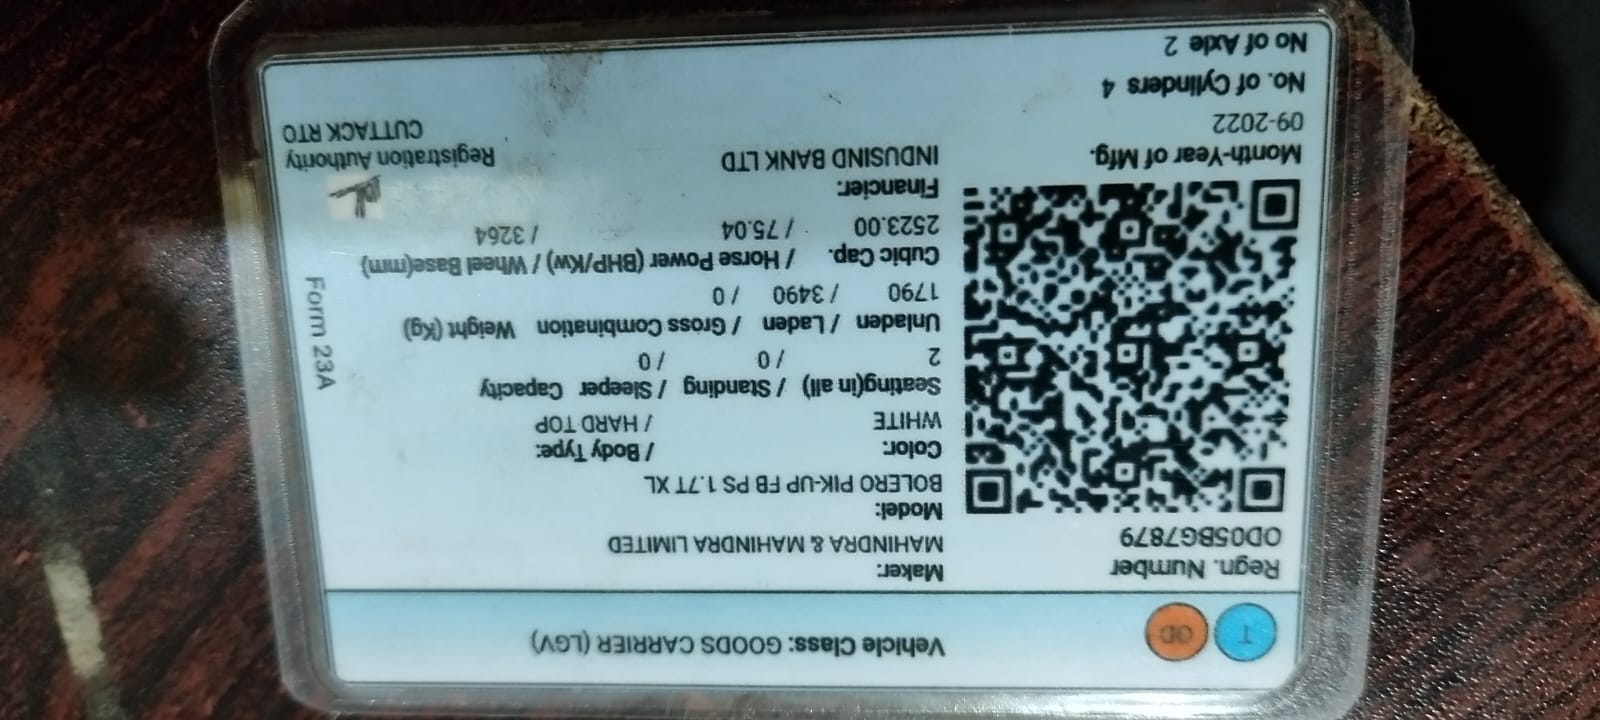 T OD Vehicle Class: GOODS CARRIER (LGV)
Regn. Number
OD05BG7879
Maker:
MAHINDRA & MAHINDRA LIMITED
Model:
BOLERO PIK-UP FB PS 1.7T XL
Color: / Body Type:
WHITE / HARD TOP
Seating(in all) / Standing / Sleeper Capacity
2 / 0 / 0
Unladen / Laden / Gross Combination Weight (Kg)
1790 / 3490 / 0
Cubic Cap. / Horse Power (BHP/Kw) / Wheel Base(mm)
2523.00 / 75.04 / 3264
Month-Year of Mfg.
09-2022
No. of Cylinders 4
No of Axle 2
Financier:
INDUSIND BANK LTD
Registration Authority
CUTTACK RTO
Form 23A